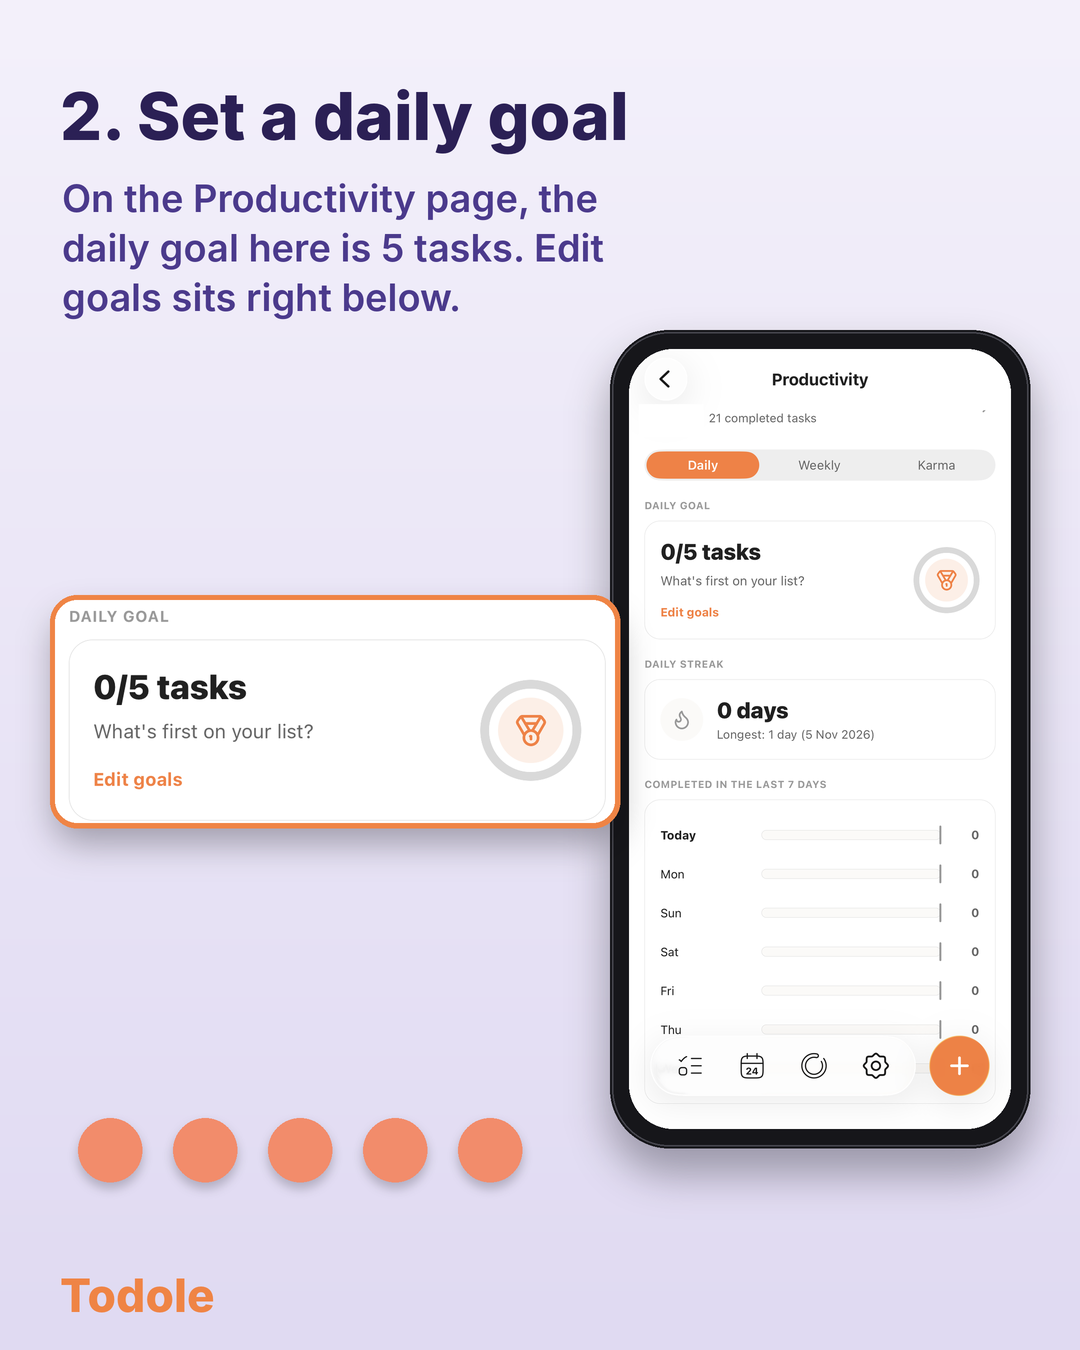 2. Set a daily goal
On the Productivity page, the
daily goal here is 5 tasks. Edit
goals sits right below.
Productivity
21 completed tasks
Daily
Weekly
Karma
DAILY GOAL
0/5 tasks
What's first on your list?
Edit goals
DAILY STREAK
0 days
Longest: 1 day (5 Nov 2026)
COMPLETED IN THE LAST 7 DAYS
Today 0
Mon 0
Sun 0
Sat 0
Fri 0
Thu 0
24
DAILY GOAL
0/5 tasks
What's first on your list?
Edit goals
Todole